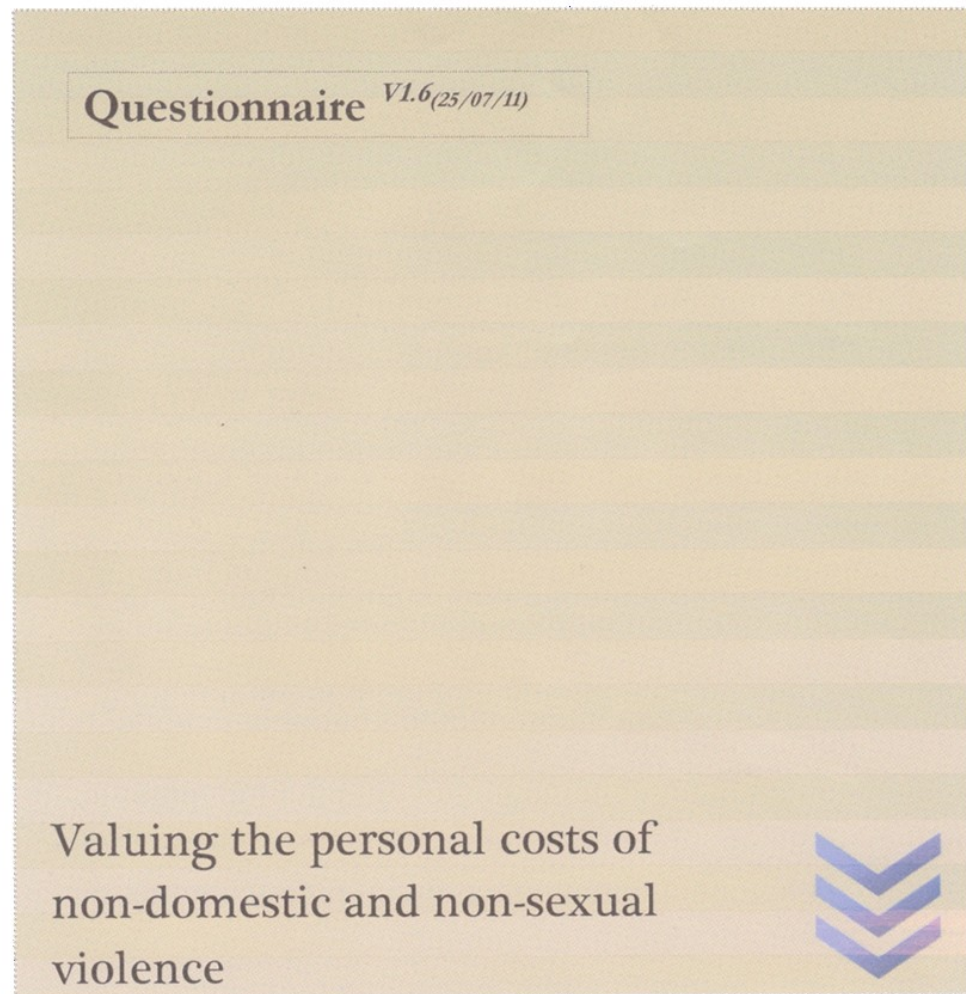 Questionnaire V1.6(25/07/11)
Valuing the personal costs of
non-domestic and non-sexual
violence